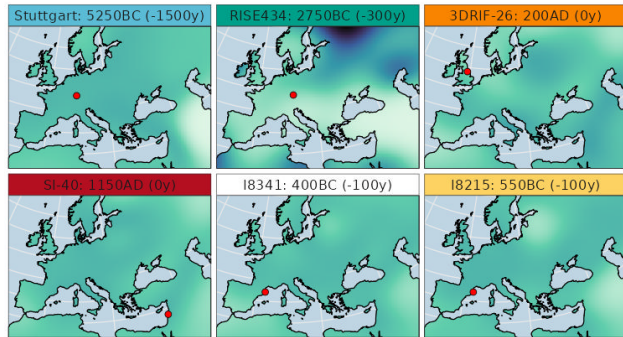 Stuttgart: 5250BC (-1500y)
RISE434: 2750BC (-300y)
3DRIF-26: 200AD (0y)
SI-40: 1150AD (0y)
I8341: 400BC (-100y)
I8215: 550BC (-100y)